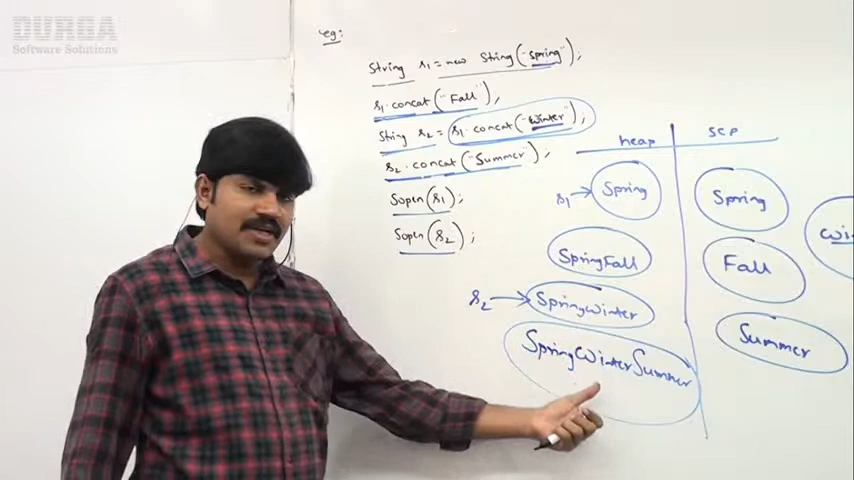 DURGA
Software Solutions
eg:
String s1 = new String("spring");
s1.concat("Fall");
String s2 = s1.concat("winter");
s2.concat("Summer");
Sopln(s1);
Sopln(s2);
heap
SCP
s1 → Spring
SpringFall
s2 → Springwinter
SpringWinterSummer
Spring
Fall
Summer